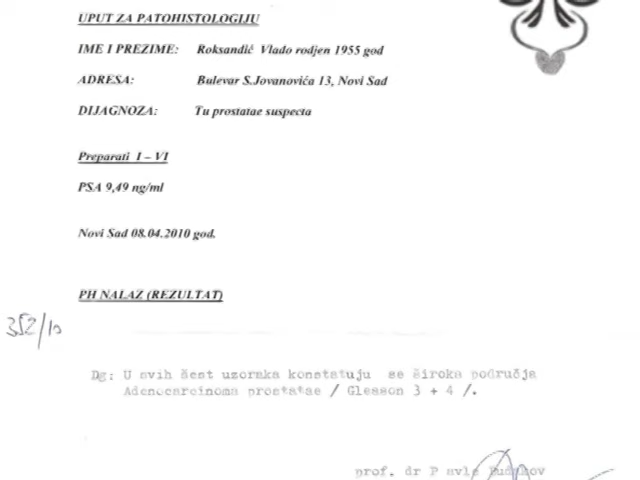 UPUT ZA PATOHISTOLOGIJU
IME I PREZIME: Roksandić Vlado rodjen 1955 god
ADRESA: Bulevar S.Jovanovića 13, Novi Sad
DIJAGNOZA: Tu prostatae suspecta
Preparati I – VI
PSA 9,49 ng/ml
Novi Sad 08.04.2010 god.
PH NALAZ (REZULTAT)
352/10
Dg: U svih šest uzoraka konstatuju se široka područja
Adenocarcinoma prostatae / Gleason 3 + 4 /.
prof. dr P avle